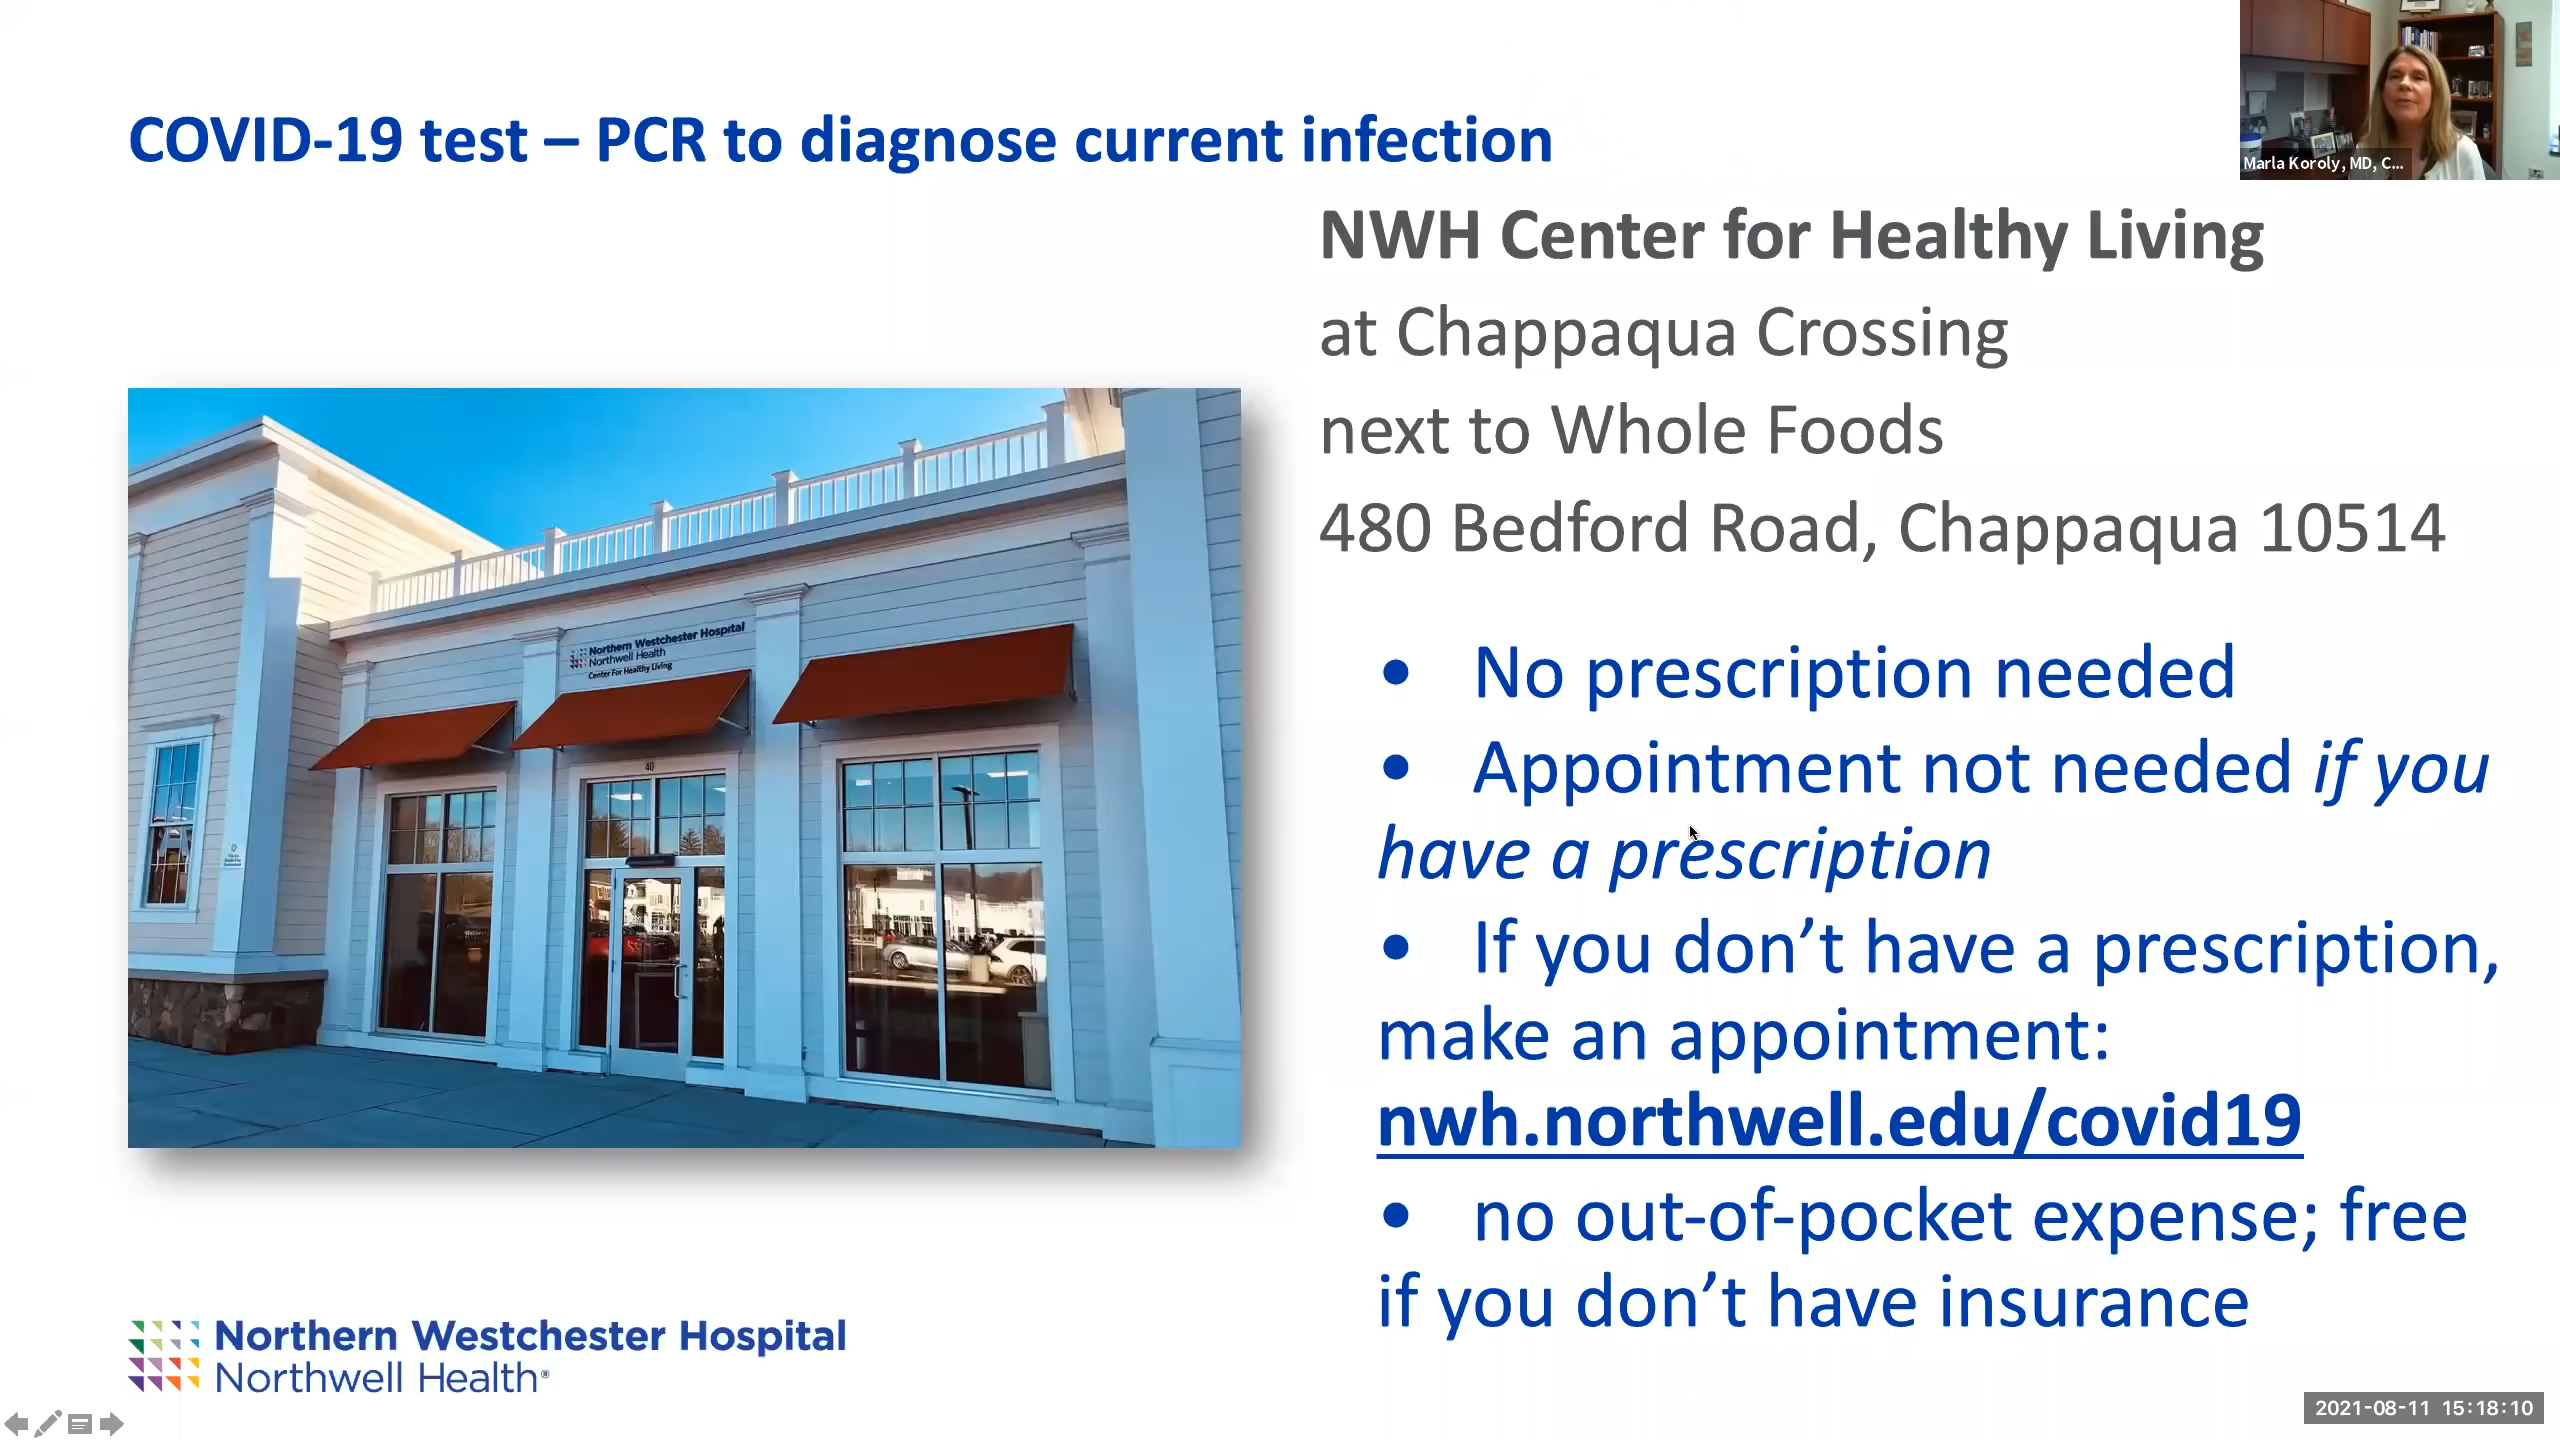 COVID-19 test – PCR to diagnose current infection
Marla Koroly, MD, C...
NWH Center for Healthy Living
at Chappaqua Crossing
next to Whole Foods
480 Bedford Road, Chappaqua 10514
Northern Westchester Hospital
Northwell Health
Center For Healthy Living
40
• No prescription needed
• Appointment not needed if you
have a prescription
• If you don’t have a prescription,
make an appointment:
nwh.northwell.edu/covid19
• no out-of-pocket expense; free
if you don’t have insurance
Northern Westchester Hospital
Northwell Health®
2021-08-11 15:18:10